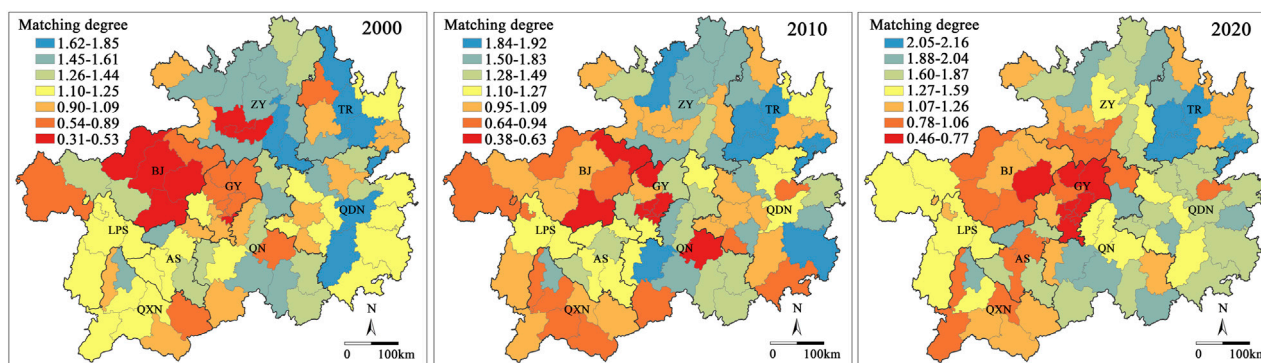 Matching degree
2000
1.62-1.85
1.45-1.61
1.26-1.44
1.10-1.25
0.90-1.09
0.54-0.89
0.31-0.53
ZY
TR
BJ
GY
QDN
LPS
QN
AS
QXN
N
0 100km
Matching degree
2010
1.84-1.92
1.50-1.83
1.28-1.49
1.10-1.27
0.95-1.09
0.64-0.94
0.38-0.63
ZY
TR
BJ
GY
QDN
LPS
QN
AS
QXN
N
0 100km
Matching degree
2020
2.05-2.16
1.88-2.04
1.60-1.87
1.27-1.59
1.07-1.26
0.78-1.06
0.46-0.77
ZY
TR
BJ
GY
QDN
LPS
QN
AS
QXN
N
0 100km